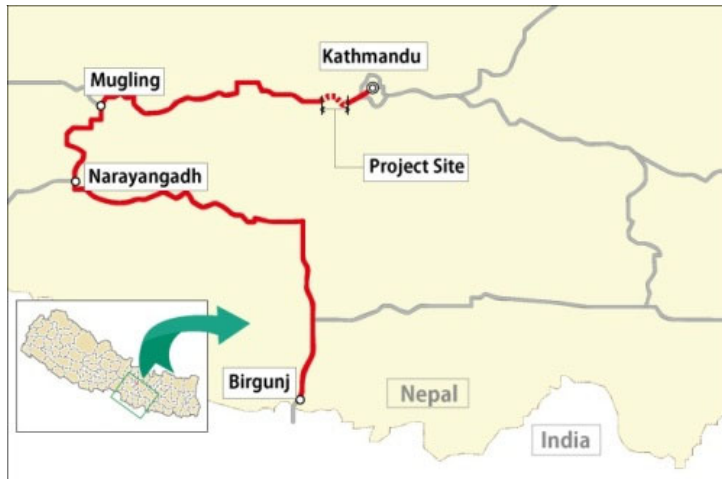 Kathmandu
Mugling
Project Site
Narayangadh
Birgunj
Nepal
India